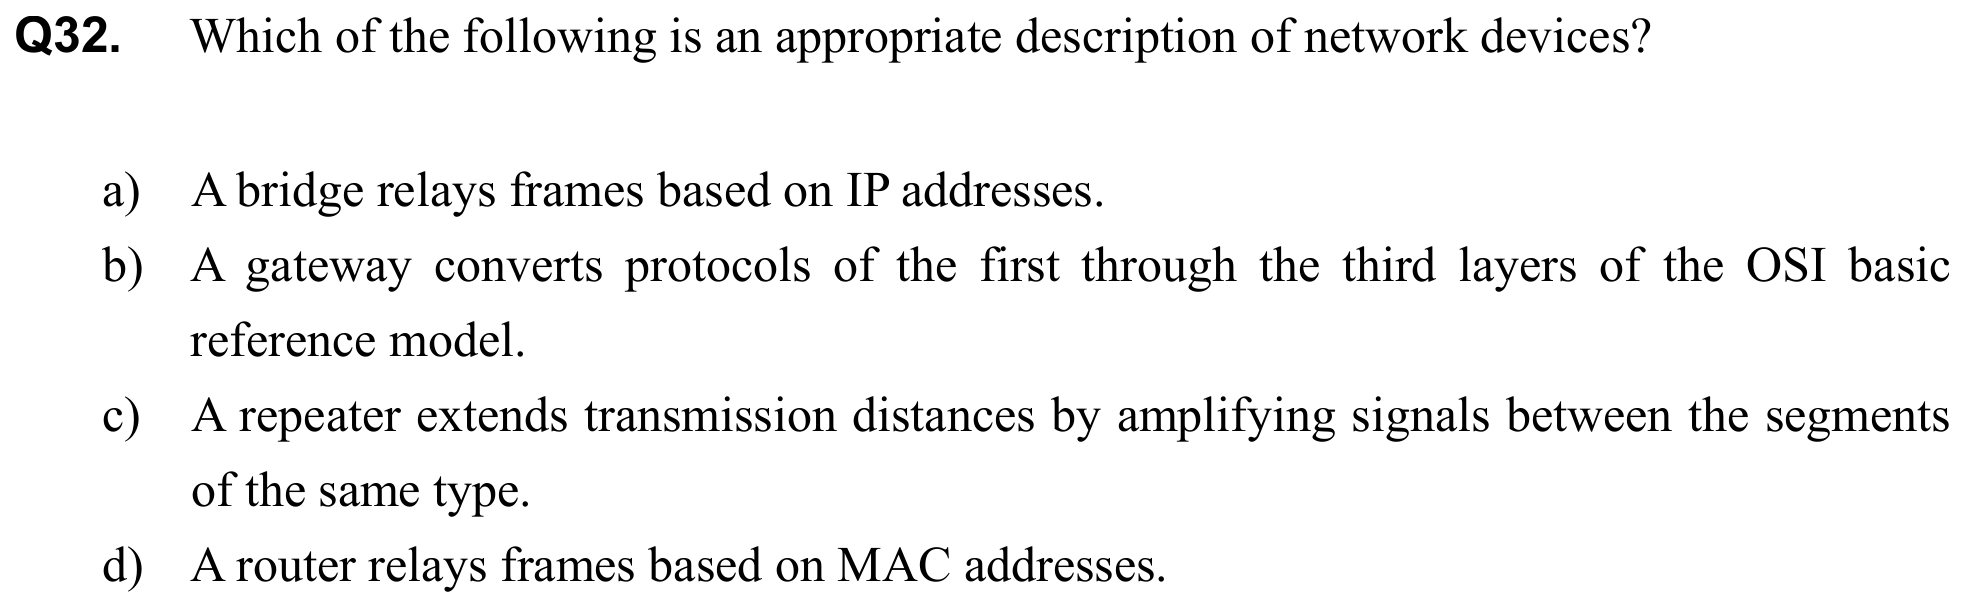 Q32. Which of the following is an appropriate description of network devices?
a) A bridge relays frames based on IP addresses.
b) A gateway converts protocols of the first through the third layers of the OSI basic
reference model.
c) A repeater extends transmission distances by amplifying signals between the segments
of the same type.
d) A router relays frames based on MAC addresses.